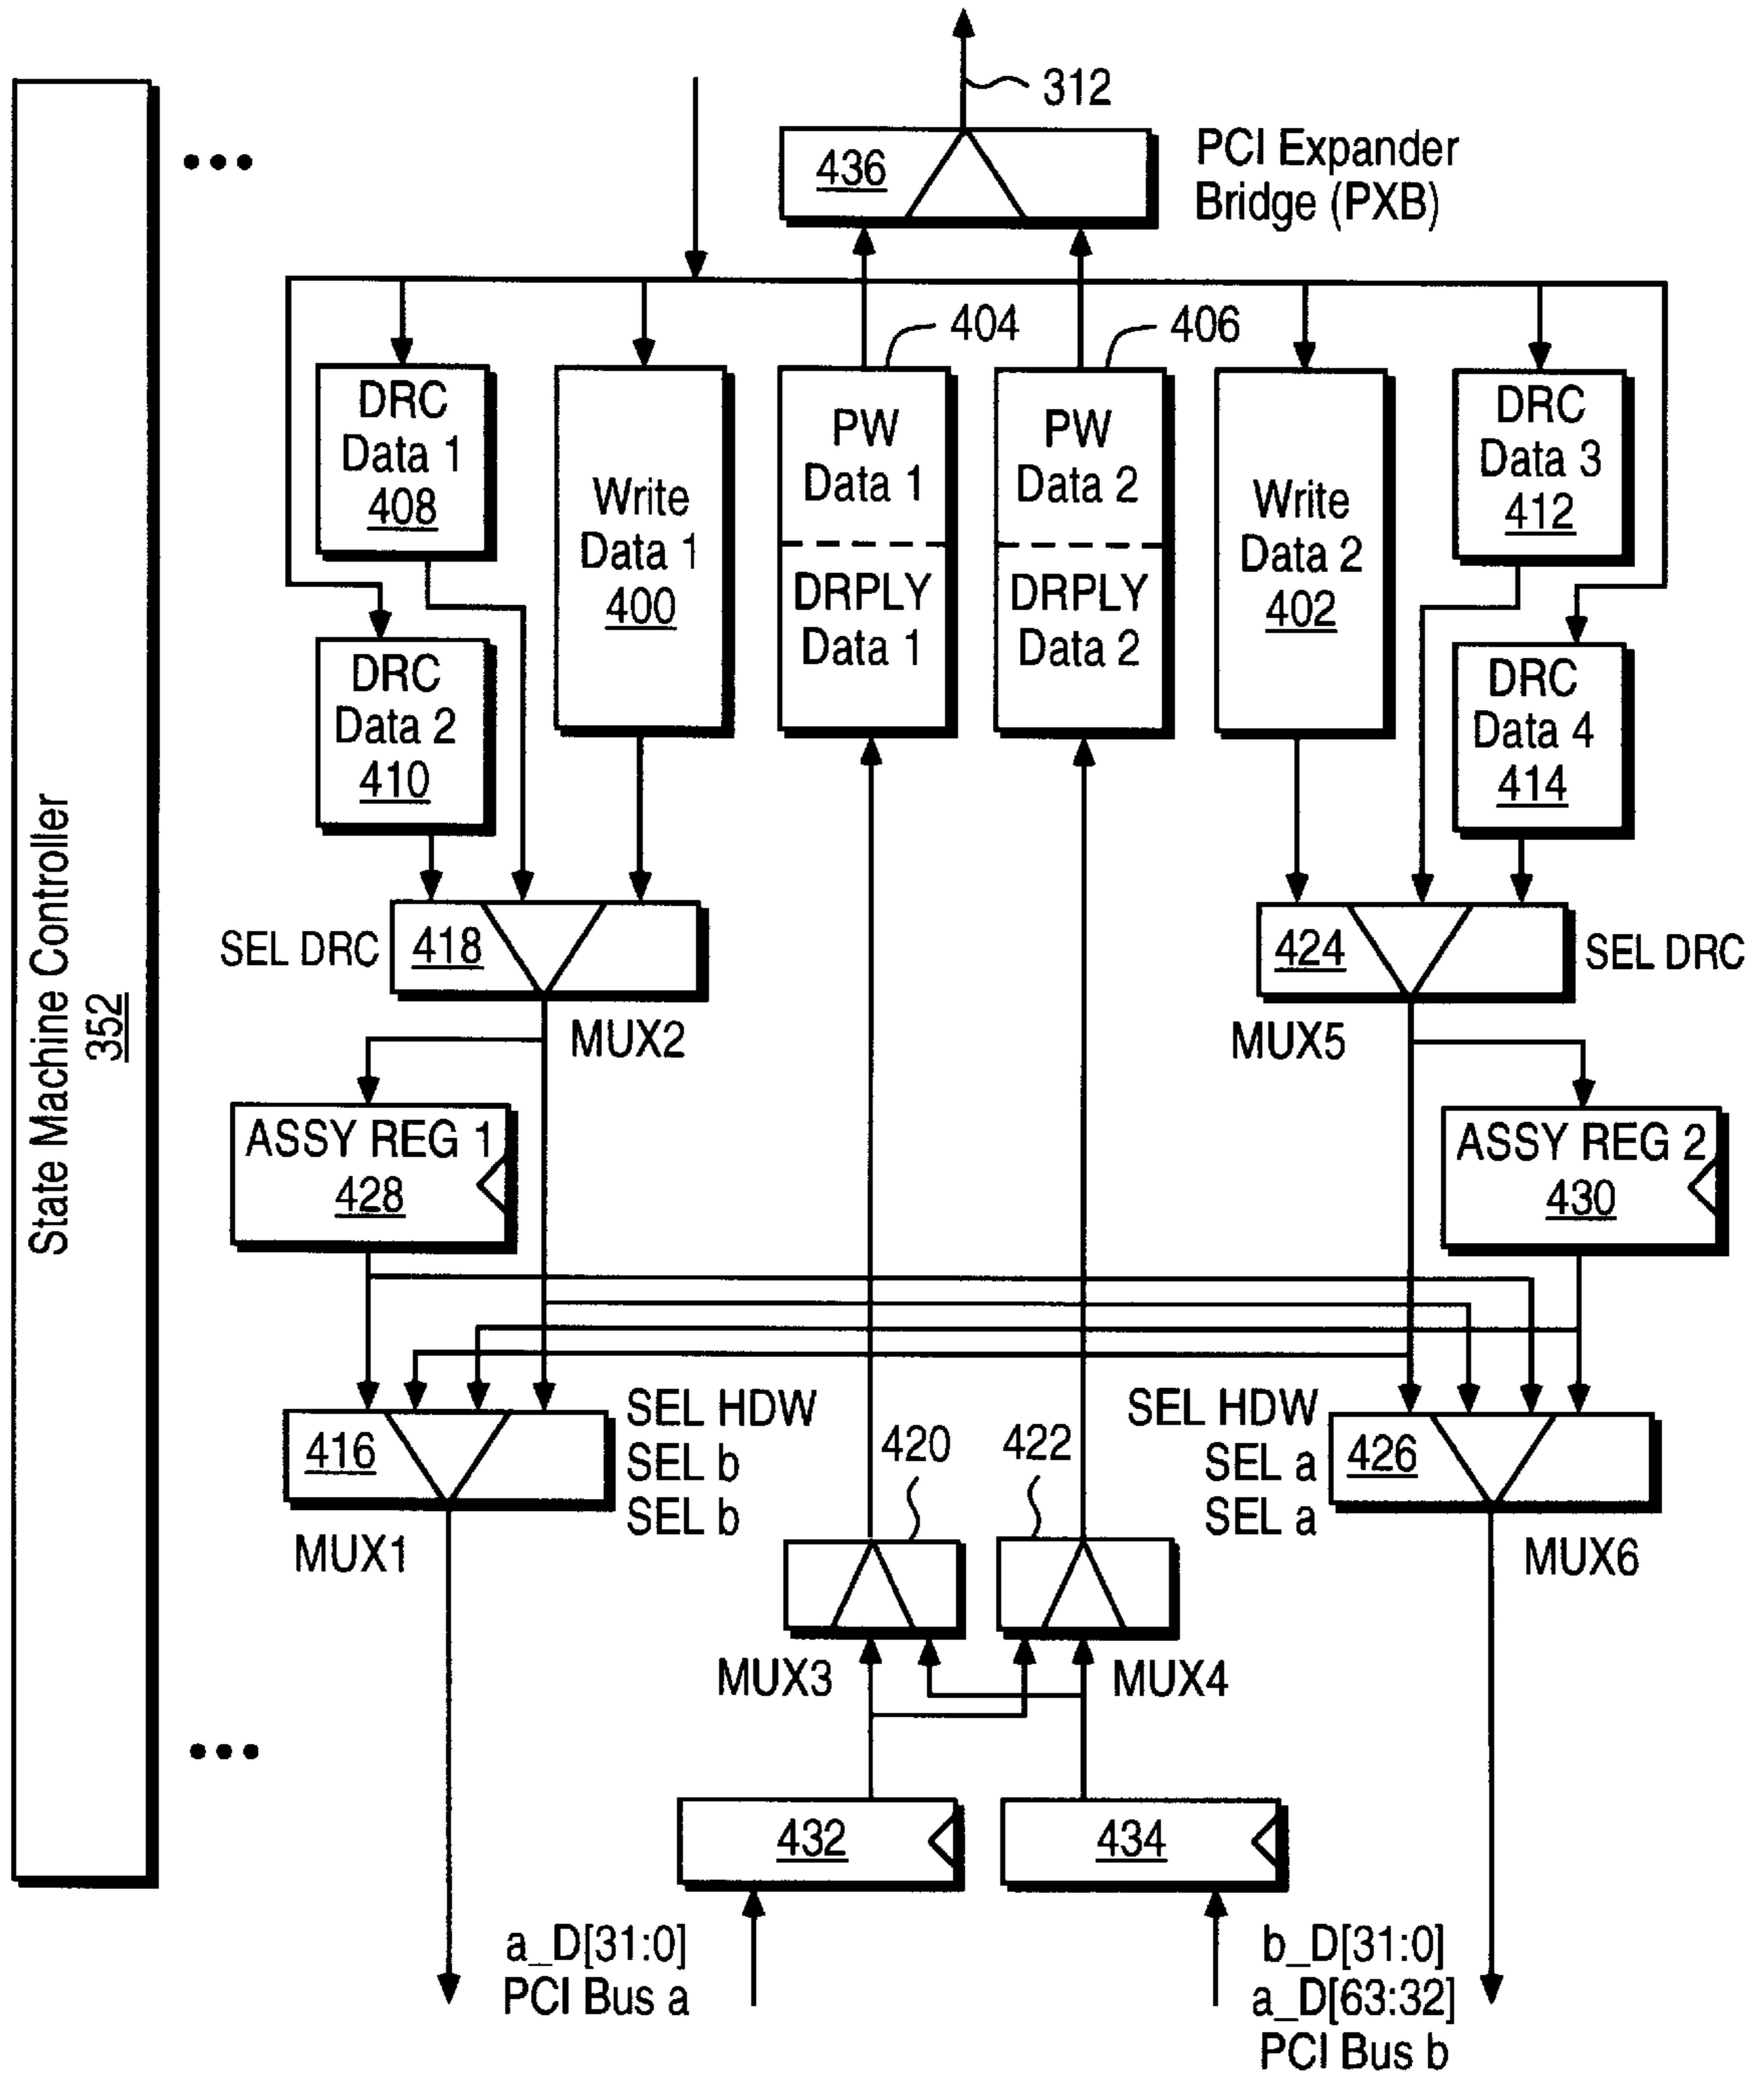 312
436
PCI Expander
Bridge (PXB)
404
406
DRC
Data 1
408
Write
Data 1
400
PW
Data 1
DRPLY
Data 1
PW
Data 2
DRPLY
Data 2
Write
Data 2
402
DRC
Data 3
412
DRC
Data 2
410
DRC
Data 4
414
State Machine Controller
352
SEL DRC
418
MUX2
424
SEL DRC
MUX5
ASSY REG 1
428
ASSY REG 2
430
416
SEL HDW
SEL b
SEL b
MUX1
420
422
SEL HDW
SEL a
SEL a
426
MUX6
MUX3
MUX4
432
434
a_D[31:0]
PCI Bus a
b_D[31:0]
a_D[63:32]
PCI Bus b